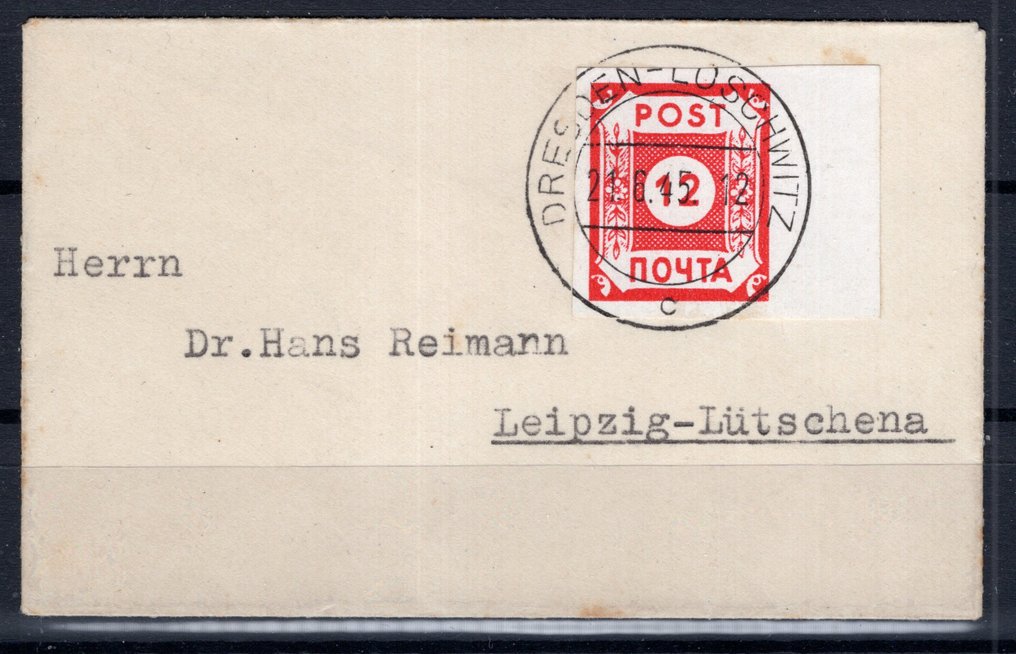 DRESDEN-LOSCHWITZ
POST
21.6.45 12
12
ПОЧТА
c
Herrn
Dr.Hans Reimann
Leipzig-Lütschena